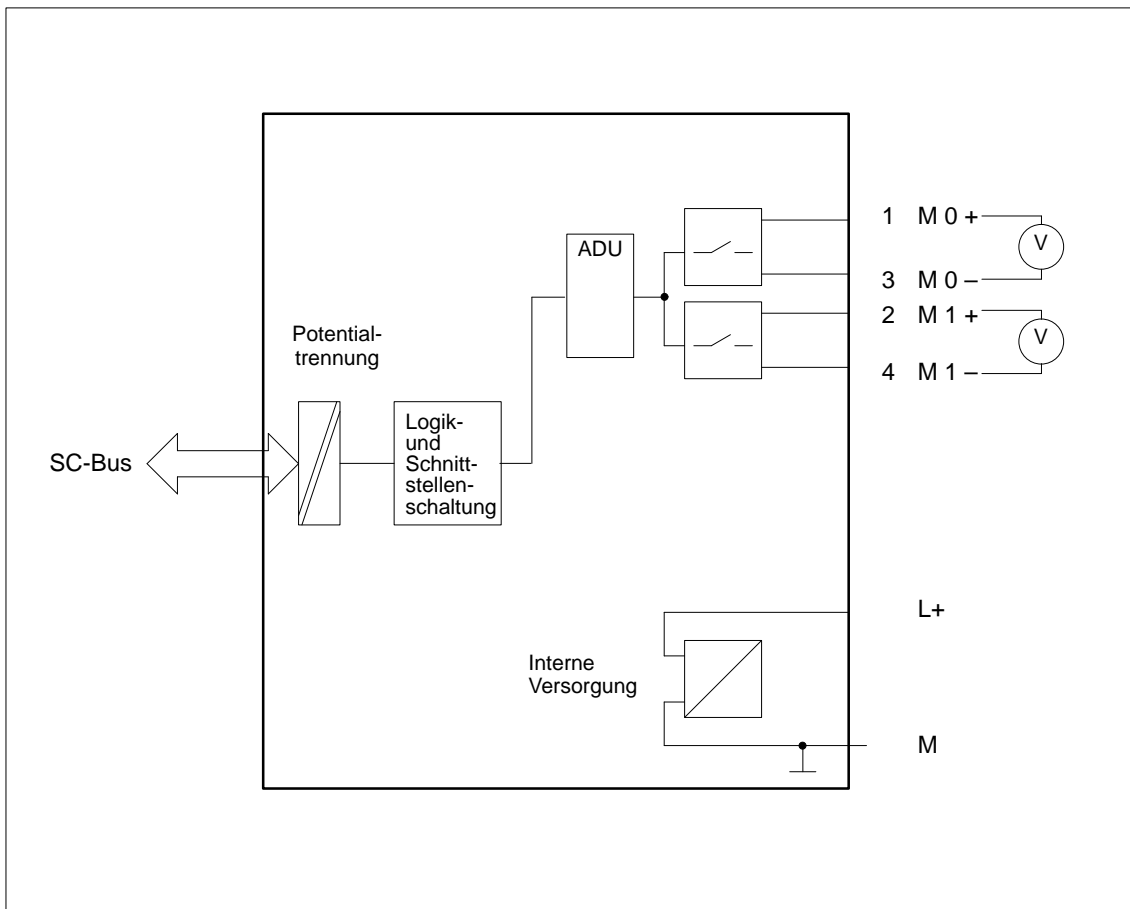 ADU
1 M 0 +
V
3 M 0 –
2 M 1 +
V
4 M 1 –
Potential-
trennung
SC-Bus
Logik-
und
Schnitt-
stellen-
schaltung
L+
Interne
Versorgung
M